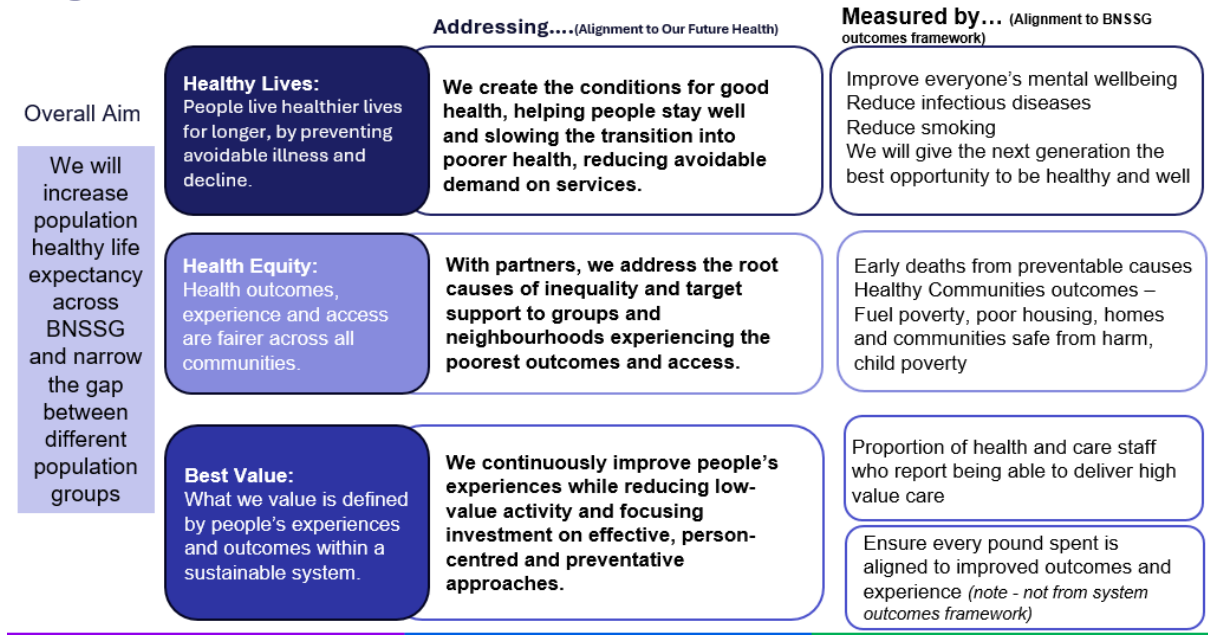 Addressing....(Alignment to Our Future Health)
Measured by... (Alignment to BNSSG
outcomes framework)
Overall Aim
We will
increase
population
healthy life
expectancy
across
BNSSG
and narrow
the gap
between
different
population
groups
Healthy Lives:
People live healthier lives
for longer, by preventing
avoidable illness and
decline.
We create the conditions for good
health, helping people stay well
and slowing the transition into
poorer health, reducing avoidable
demand on services.
Improve everyone's mental wellbeing
Reduce infectious diseases
Reduce smoking
We will give the next generation the
best opportunity to be healthy and well
Health Equity:
Health outcomes,
experience and access
are fairer across all
communities.
With partners, we address the root
causes of inequality and target
support to groups and
neighbourhoods experiencing the
poorest outcomes and access.
Early deaths from preventable causes
Healthy Communities outcomes –
Fuel poverty, poor housing, homes
and communities safe from harm,
child poverty
Best Value:
What we value is defined
by people's experiences
and outcomes within a
sustainable system.
We continuously improve people's
experiences while reducing low-
value activity and focusing
investment on effective, person-
centred and preventative
approaches.
Proportion of health and care staff
who report being able to deliver high
value care
Ensure every pound spent is
aligned to improved outcomes and
experience (note - not from system
outcomes framework)